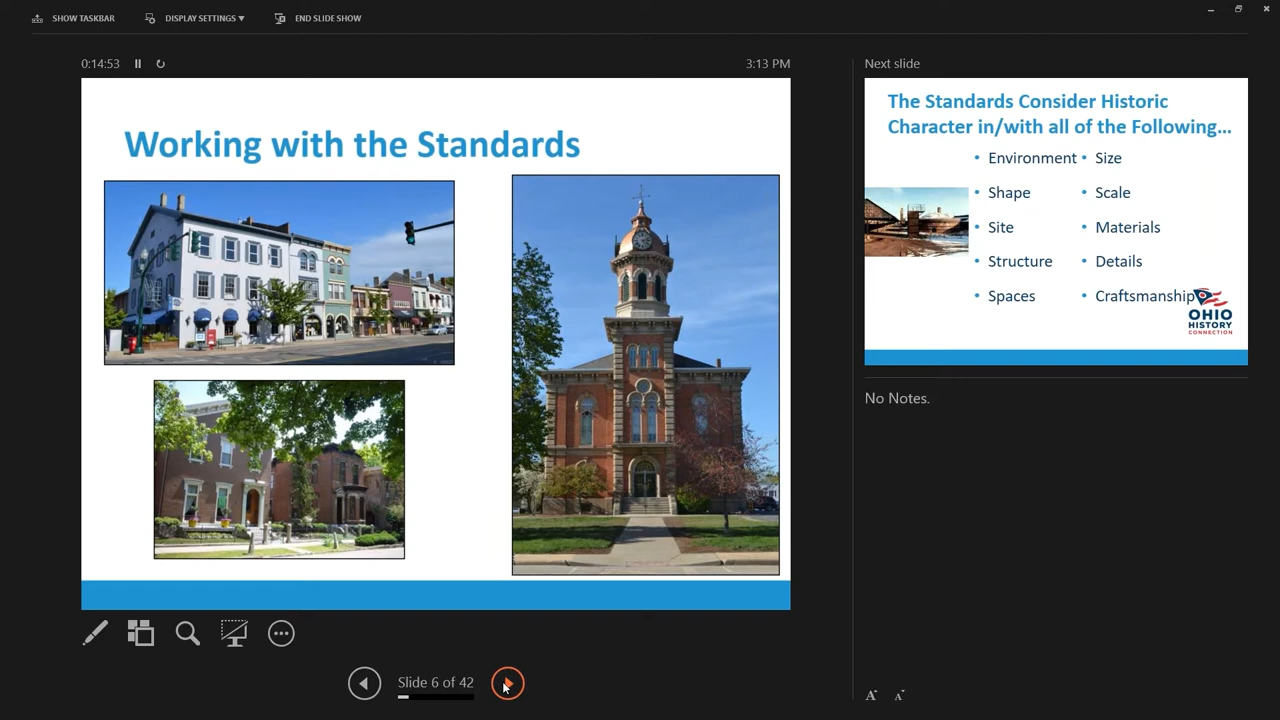 SHOW TASKBAR
DISPLAY SETTINGS ▾
END SLIDE SHOW
0:14:53
3:13 PM
Working with the Standards
Slide 6 of 42
Next slide
The Standards Consider Historic
Character in/with all of the Following...
• Environment
• Shape
• Site
• Structure
• Spaces
• Size
• Scale
• Materials
• Details
• Craftsmanship
OHIO
HISTORY
CONNECTION
No Notes.
A
A